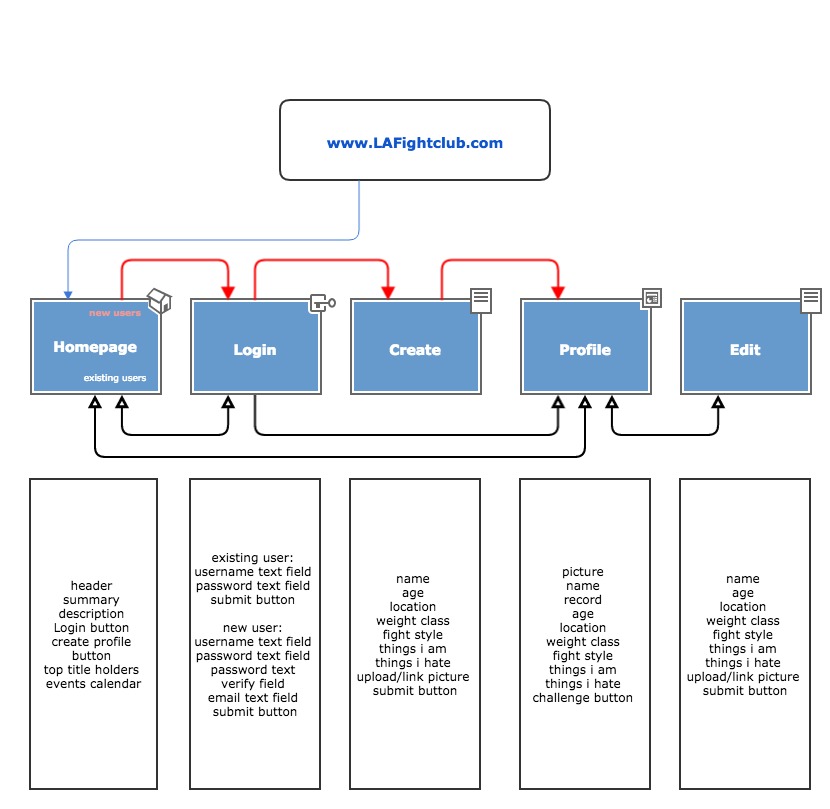 www.LAFightclub.com
new users
Homepage
existing users
Login
Create
Profile
Edit
header
summary
description
Login button
create profile
button
top title holders
events calendar
existing user:
username text field
password text field
submit button
new user:
username text field
password text field
password text
verify field
email text field
submit button
name
age
location
weight class
fight style
things i am
things i hate
upload/link picture
submit button
picture
name
record
age
location
weight class
fight style
things i am
things i hate
challenge button
name
age
location
weight class
fight style
things i am
things i hate
upload/link picture
submit button